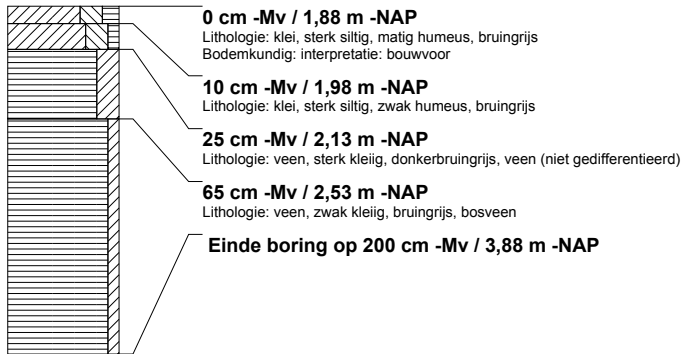 0 cm -Mv / 1,88 m -NAP
Lithologie: klei, sterk siltig, matig humeus, bruingrijs
Bodemkundig: interpretatie: bouwvoor
10 cm -Mv / 1,98 m -NAP
Lithologie: klei, sterk siltig, zwak humeus, bruingrijs
25 cm -Mv / 2,13 m -NAP
Lithologie: veen, sterk kleiig, donkerbruingrijs, veen (niet gedifferentieerd)
65 cm -Mv / 2,53 m -NAP
Lithologie: veen, zwak kleiig, bruingrijs, bosveen
Einde boring op 200 cm -Mv / 3,88 m -NAP